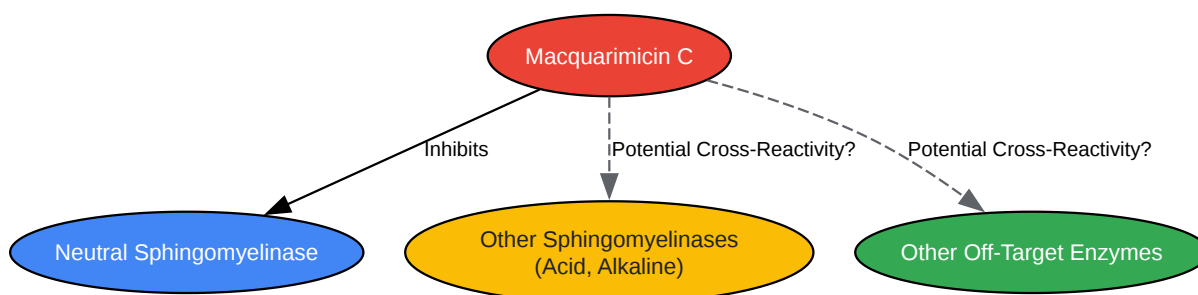 Macquarimicin C
Inhibits
Potential Cross-Reactivity?
Potential Cross-Reactivity?
Neutral Sphingomyelinase
Other Sphingomyelinases
(Acid, Alkaline)
Other Off-Target Enzymes